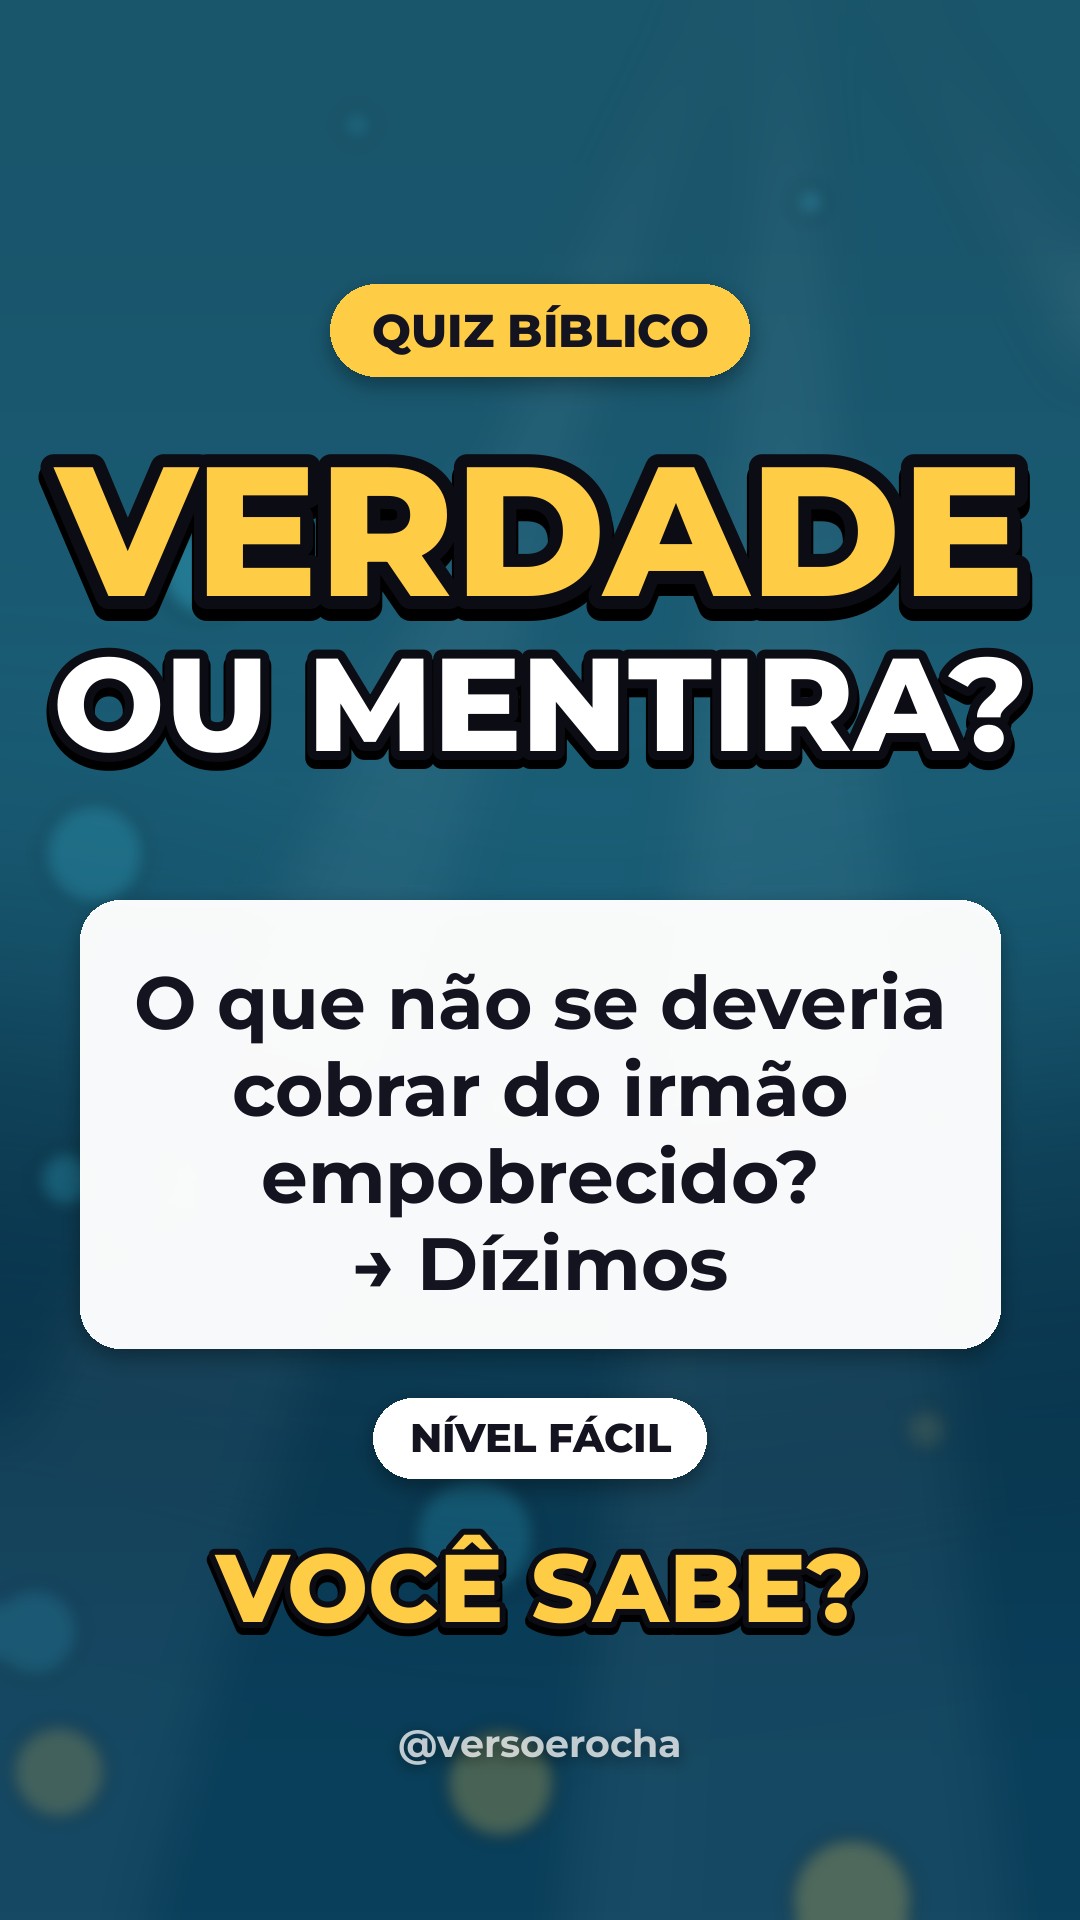 QUIZ BÍBLICO
VERDADE
OU MENTIRA?
O que não se deveria
cobrar do irmão
empobrecido?
→ Dízimos
NÍVEL FÁCIL
VOCÊ SABE?
@versoerocha